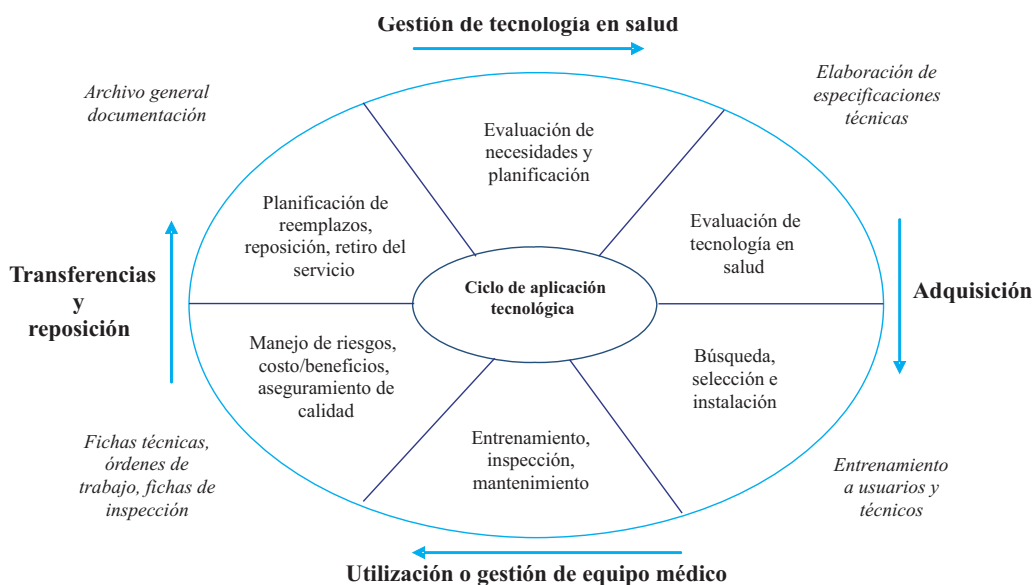 Gestión de tecnología en salud
Archivo general
documentación
Elaboración de
especificaciones
técnicas
Evaluación de
necesidades y
planificación
Planificación de
reemplazos,
reposición, retiro del
servicio
Evaluación de
tecnología en
salud
Transferencias
y
reposición
Ciclo de aplicación
tecnológica
Adquisición
Manejo de riesgos,
costo/beneficios,
aseguramiento de
calidad
Búsqueda,
selección e
instalación
Entrenamiento,
inspección,
mantenimiento
Fichas técnicas,
órdenes de
trabajo, fichas de
inspección
Entrenamiento
a usuarios y
técnicos
Utilización o gestión de equipo médico